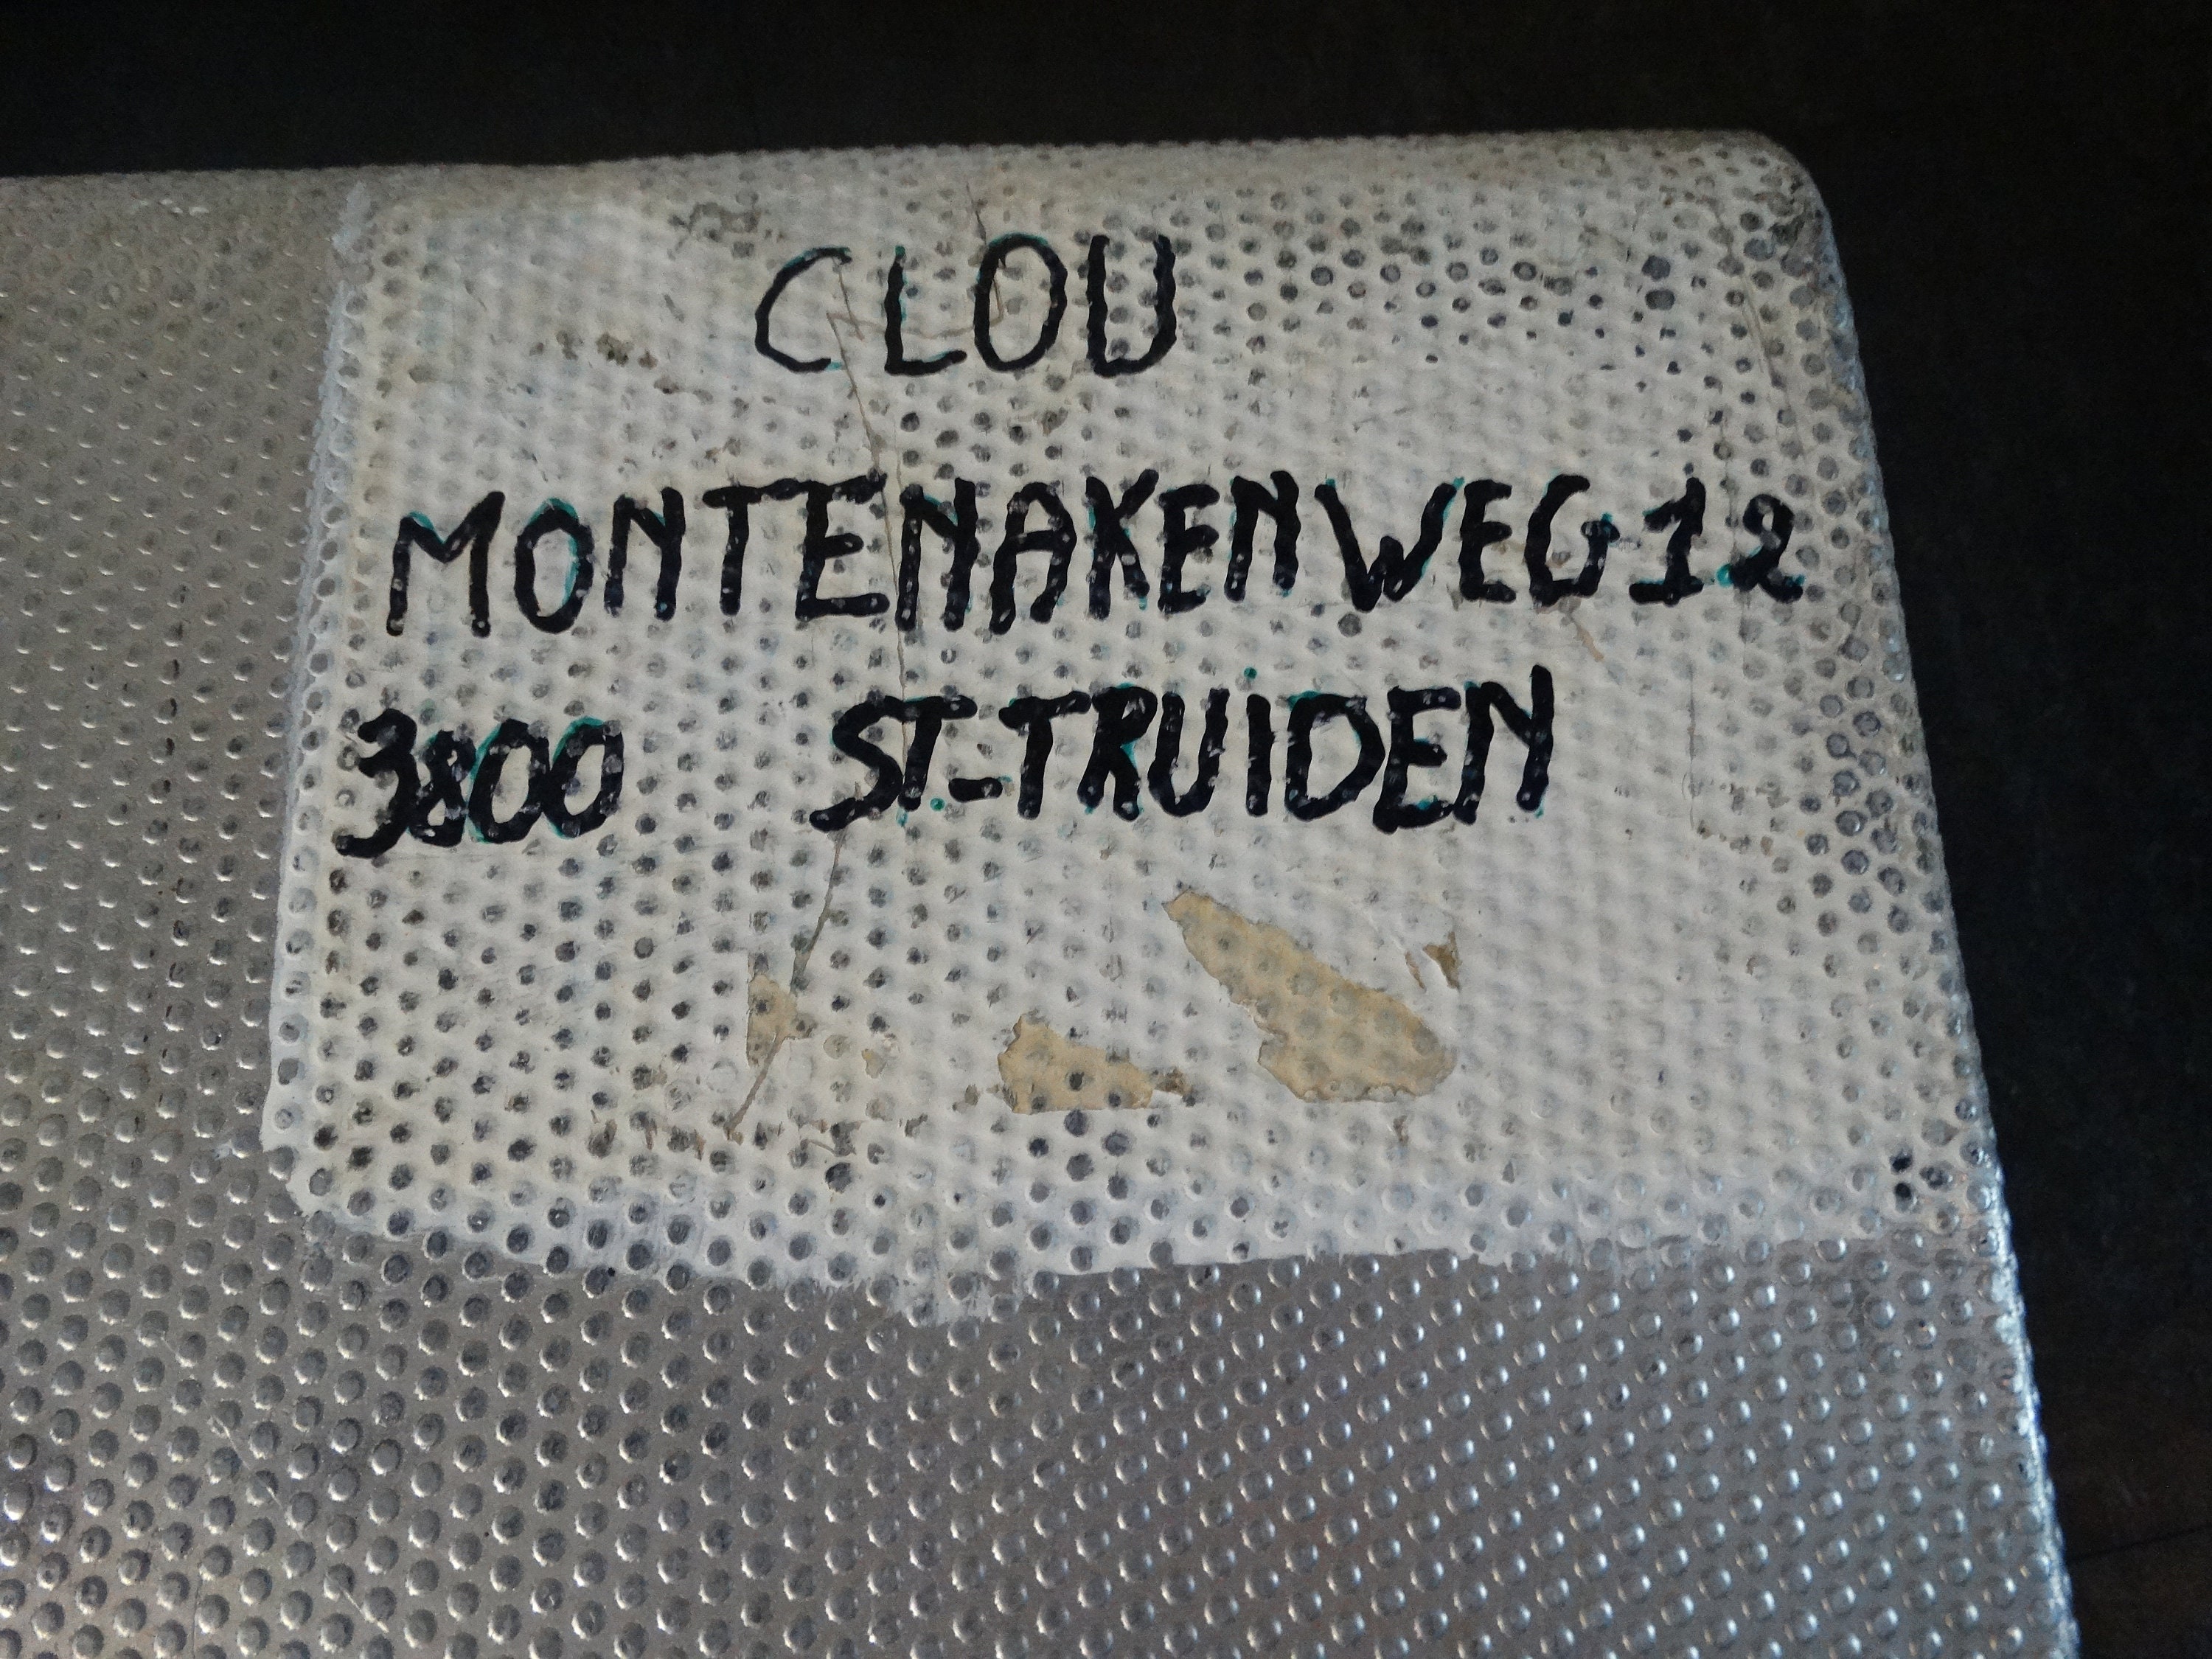 CLOU
MONTENAKENWEG 12
3800 ST-TRUIDEN